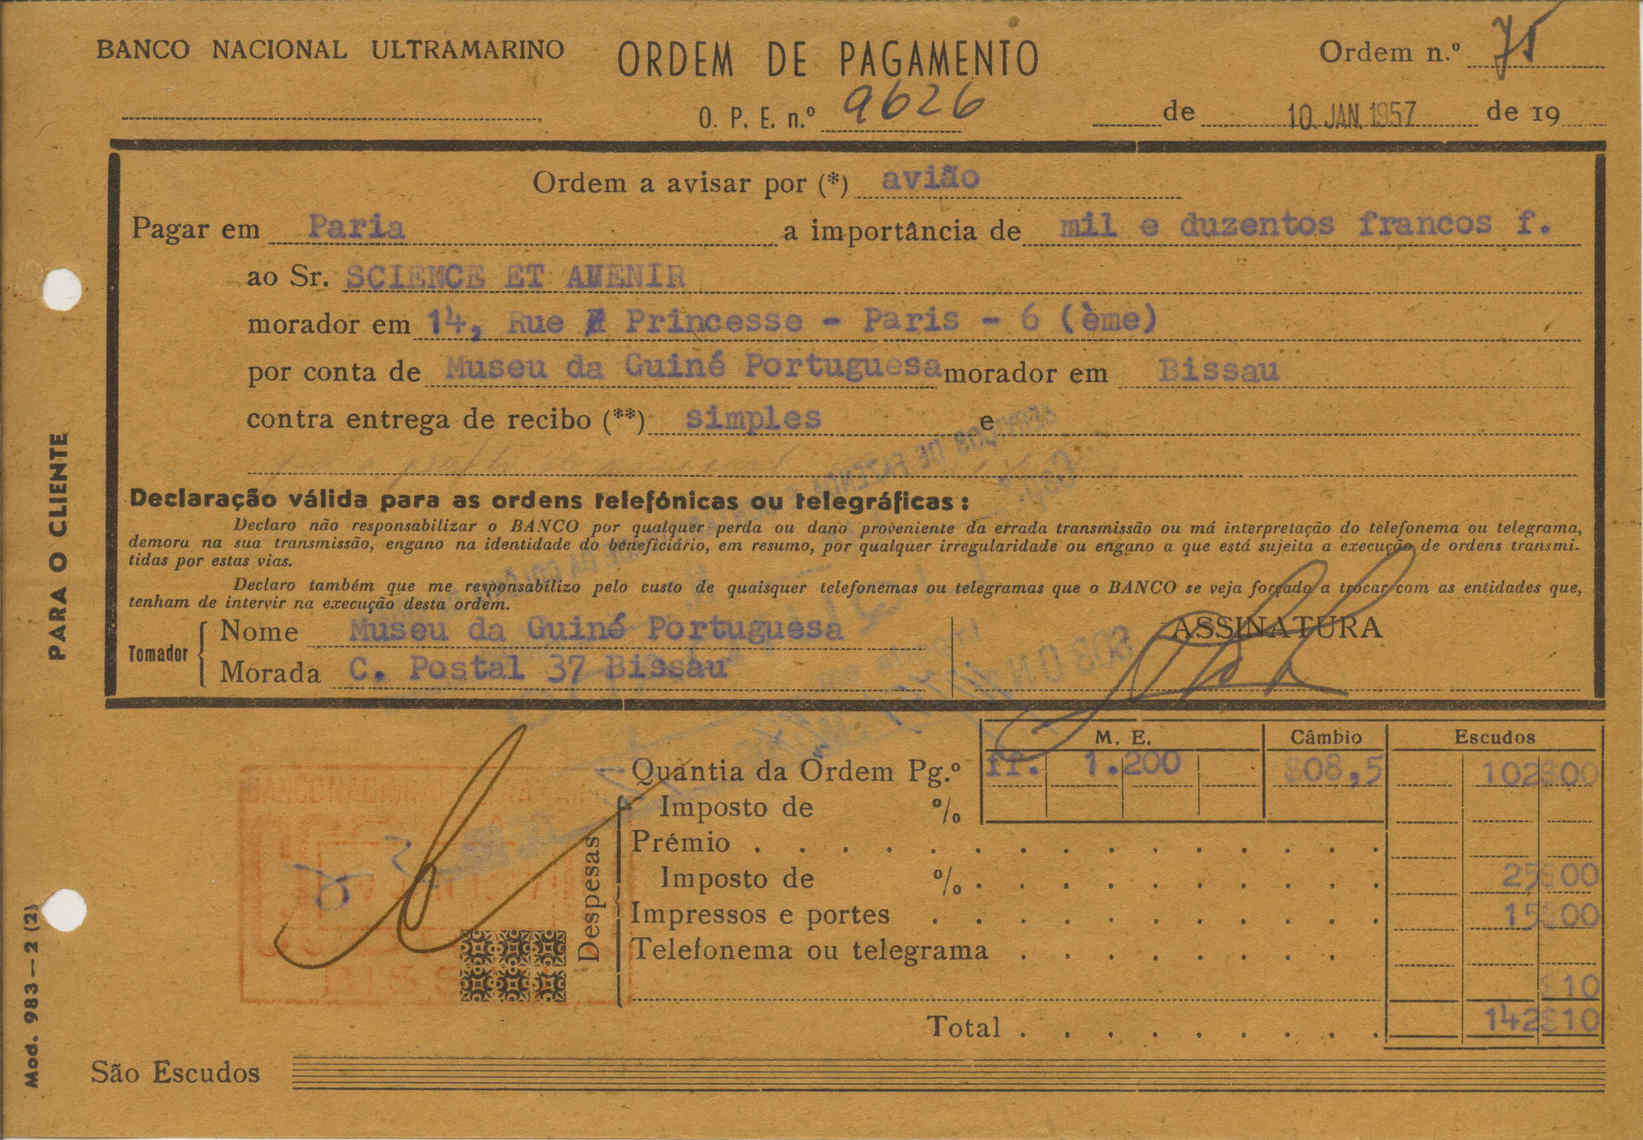 BANCO NACIONAL ULTRAMARINO
ORDEM DE PAGAMENTO
Ordem n.º 75
O. P. E. n.º 9626
de 10 JAN. 1957 de 19
Ordem a avisar por (*) avião
Pagar em Paria a importância de mil e duzentos francos f.
ao Sr. SCIENCE ET AVENIR
morador em 14, Rue Princesse - Paris - 6 (ème)
por conta de Museu da Guiné Portuguesa morador em Bissau
contra entrega de recibo (**) simples e
Declaração válida para as ordens telefónicas ou telegráficas:
Declaro não responsabilizar o BANCO por qualquer perda ou dano proveniente da errada transmissão ou má interpretação do telefonema ou telegrama,
demora na sua transmissão, engano na identidade do beneficiário, em resumo, por qualquer irregularidade ou engano a que está sujeita a execução de ordens transmi-
tidas por estas vias.
Declaro também que me responsabilizo pelo custo de quaisquer telefonemas ou telegramas que o BANCO se veja forçado a trocar com as entidades que,
tenham de intervir na execução desta ordem.
Tomador
Nome Museu da Guiné Portuguesa
Morada C. Postal 37 Bissau
ASSINATURA
M. E. Câmbio Escudos
Quantia da Ordem Pg.º ff. 1.200 $08,5 102$00
Imposto de %
Prémio
Imposto de % 25$00
Impressos e portes 15$00
Telefonema ou telegrama
$10
Total 142$10
Despesas
São Escudos
PARA O CLIENTE
Mod. 983-2 (2)